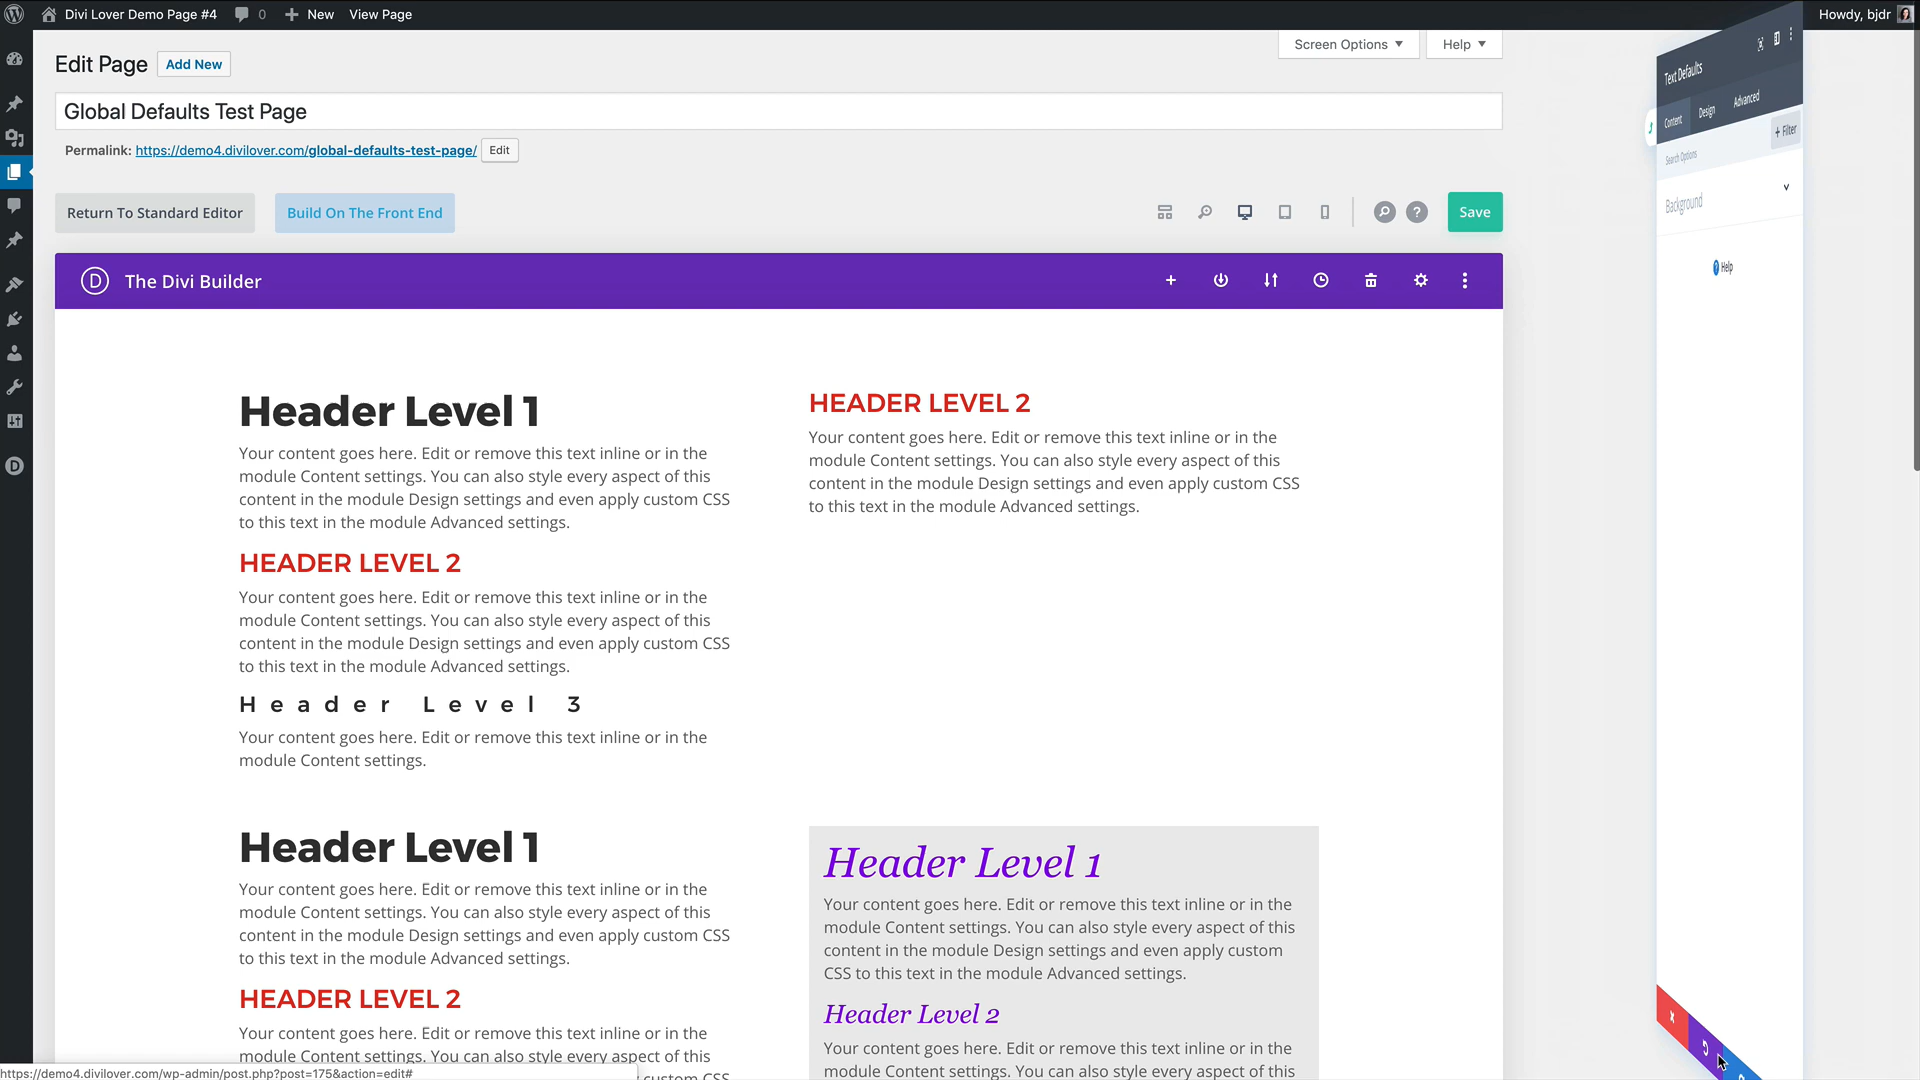 Divi Lover Demo Page #4 0 New View Page Howdy, bjdr
Edit Page Add New Screen Options Help
Global Defaults Test Page
Permalink: https://demo4.divilover.com/global-defaults-test-page/ Edit
Return To Standard Editor Build On The Front End ? Save
D The Divi Builder
Header Level 1
Your content goes here. Edit or remove this text inline or in the
module Content settings. You can also style every aspect of this
content in the module Design settings and even apply custom CSS
to this text in the module Advanced settings.
HEADER LEVEL 2
Your content goes here. Edit or remove this text inline or in the
module Content settings. You can also style every aspect of this
content in the module Design settings and even apply custom CSS
to this text in the module Advanced settings.
Header Level 3
Your content goes here. Edit or remove this text inline or in the
module Content settings.
HEADER LEVEL 2
Your content goes here. Edit or remove this text inline or in the
module Content settings. You can also style every aspect of this
content in the module Design settings and even apply custom CSS
to this text in the module Advanced settings.
Header Level 1
Your content goes here. Edit or remove this text inline or in the
module Content settings. You can also style every aspect of this
content in the module Design settings and even apply custom CSS
to this text in the module Advanced settings.
HEADER LEVEL 2
Your content goes here. Edit or remove this text inline or in the
module Content settings. You can also style every aspect of this
custom CSS
Header Level 1
Your content goes here. Edit or remove this text inline or in the
module Content settings. You can also style every aspect of this
content in the module Design settings and even apply custom
CSS to this text in the module Advanced settings.
Header Level 2
Your content goes here. Edit or remove this text inline or in the
module Content settings. You can also style every aspect of this
Text Defaults
Content Design Advanced
Search Options + Filter
Background
? Help
https://demo4.divilover.com/wp-admin/post.php?post=175&action=edit#